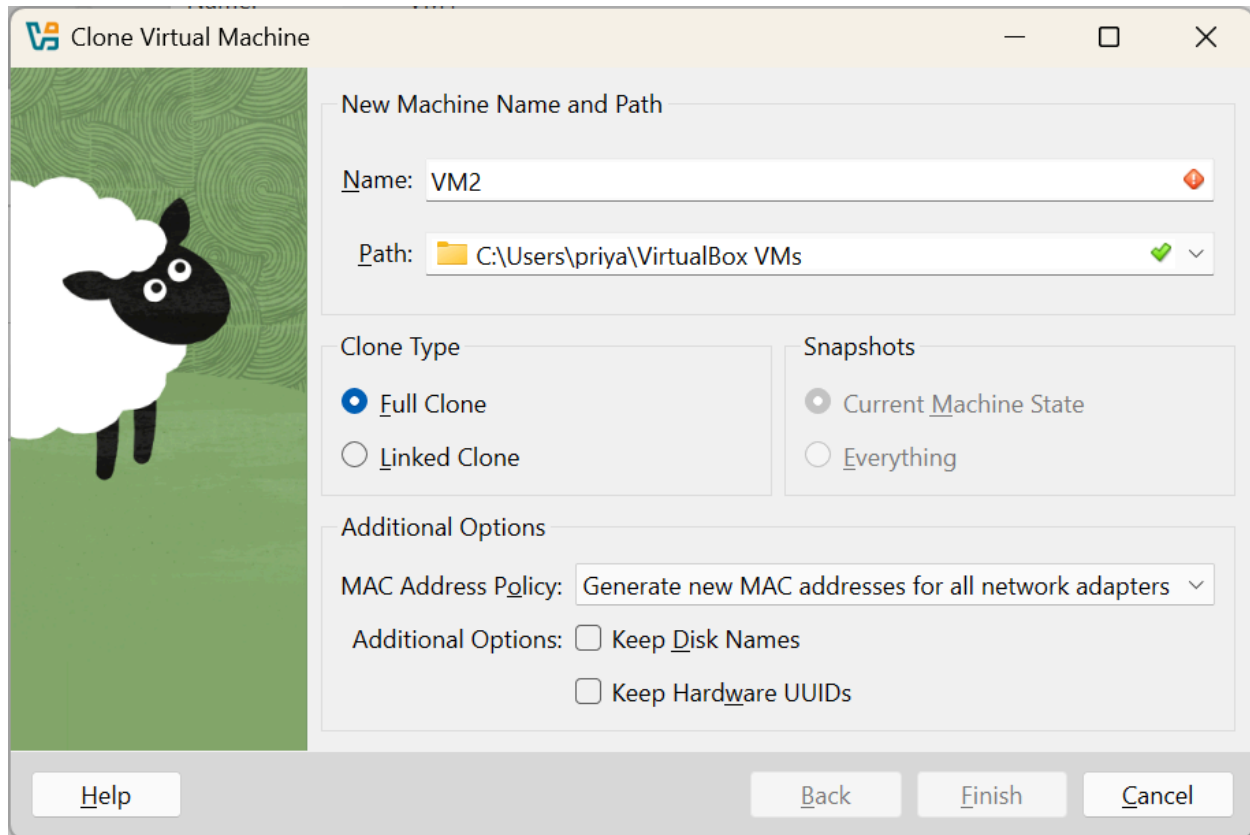 Clone Virtual Machine
New Machine Name and Path
Name: VM2
Path: C:\Users\priya\VirtualBox VMs
Clone Type
Snapshots
Full Clone
Current Machine State
Linked Clone
Everything
Additional Options
MAC Address Policy: Generate new MAC addresses for all network adapters
Additional Options: Keep Disk Names
Keep Hardware UUIDs
Help Back Finish Cancel